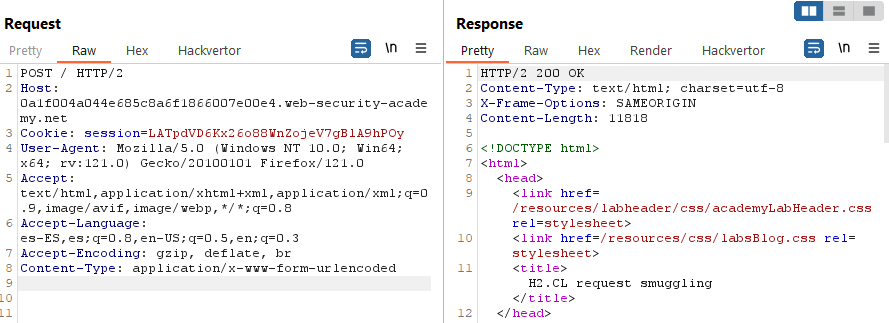 Request
Pretty Raw Hex Hackvertor \n
1 POST / HTTP/2
2 Host:
0a1f004a044e685c8a6f1866007e00e4.web-security-acade
my.net
3 Cookie: session=LATpdVD6Kx26o88WnZojeV7gBlA9hPOy
4 User-Agent: Mozilla/5.0 (Windows NT 10.0; Win64;
x64; rv:121.0) Gecko/20100101 Firefox/121.0
5 Accept:
text/html,application/xhtml+xml,application/xml;q=0
.9,image/avif,image/webp,*/*;q=0.8
6 Accept-Language:
es-ES,es;q=0.8,en-US;q=0.5,en;q=0.3
7 Accept-Encoding: gzip, deflate, br
8 Content-Type: application/x-www-form-urlencoded
9
10
11
Response
Pretty Raw Hex Render Hackvertor \n
1 HTTP/2 200 OK
2 Content-Type: text/html; charset=utf-8
3 X-Frame-Options: SAMEORIGIN
4 Content-Length: 11818
5
6 <!DOCTYPE html>
7 <html>
8 <head>
9 <link href=
/resources/labheader/css/academyLabHeader.css
rel=stylesheet>
10 <link href=/resources/css/labsBlog.css rel=
stylesheet>
11 <title>
H2.CL request smuggling
</title>
12 </head>